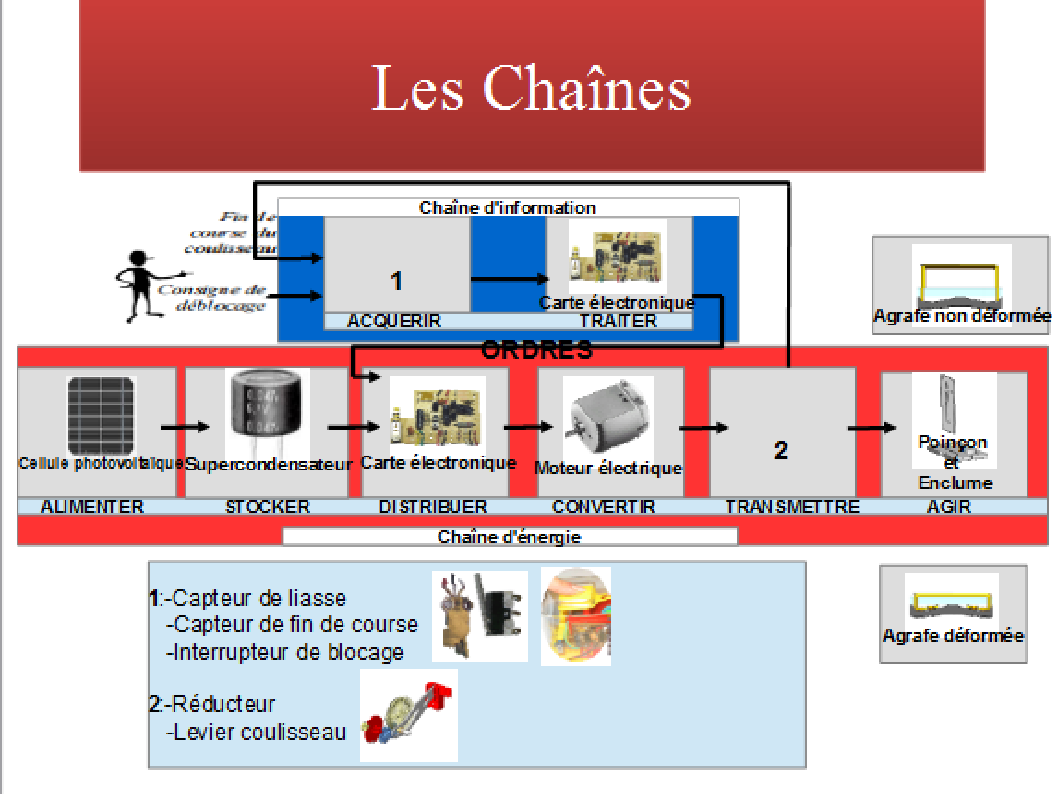 Les Chaînes
Chaîne d'information
Fin de
course du
coulisseau
Consigne de
déblocage
1
Carte électronique
ACQUERIR
TRAITER
Agrafe non déformée
ORDRES
Cellule photovoltaïque
Supercondensateur
Carte électronique
Moteur électrique
2
Poinçon
et
Enclume
ALIMENTER
STOCKER
DISTRIBUER
CONVERTIR
TRANSMETTRE
AGIR
Chaîne d'énergie
1:-Capteur de liasse
-Capteur de fin de course
-Interrupteur de blocage
2:-Réducteur
-Levier coulisseau
Agrafe déformée